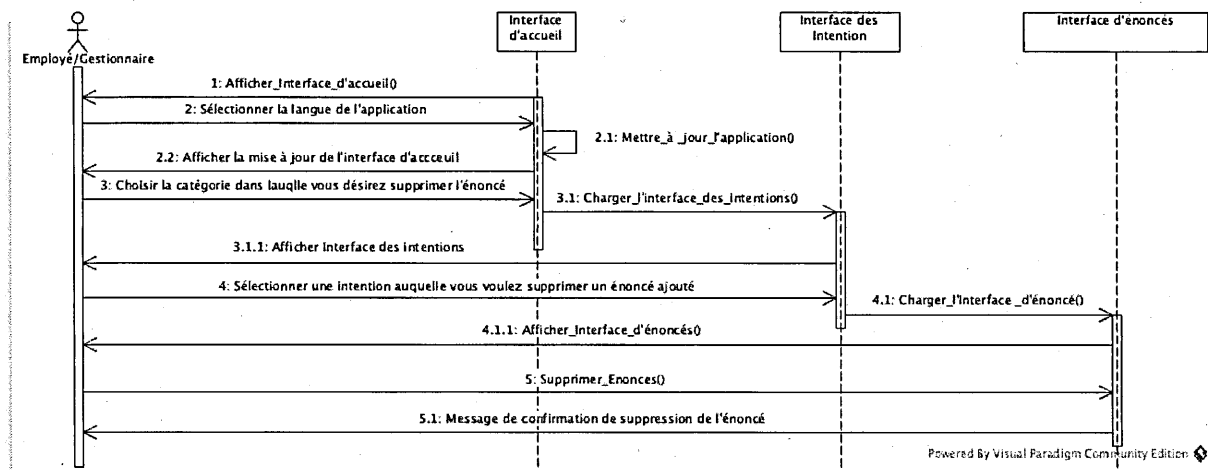 Interface
d'accueil
Interface des
Intention
Interface d'énoncés
Employé/Gestionnaire
1: Afficher_Interface_d'accueil()
2: Sélectionner la langue de l'application
2.1: Mettre_à _jour_l'application()
2.2: Afficher la mise à jour de l'interface d'accceuil
3: Choisir la catégorie dans lauqlle vous désirez supprimer l'énoncé
3.1: Charger_l'interface_des_Intentions()
3.1.1: Afficher Interface des intentions
4: Sélectionner une intention auquelle vous voulez supprimer un énoncé ajouté
4.1: Charger_l'Interface _d'énoncé()
4.1.1: Afficher_Interface_d'énoncés()
5: Supprimer_Enonces()
5.1: Message de confirmation de suppression de l'énoncé
Powered By Visual Paradigm Community Edition